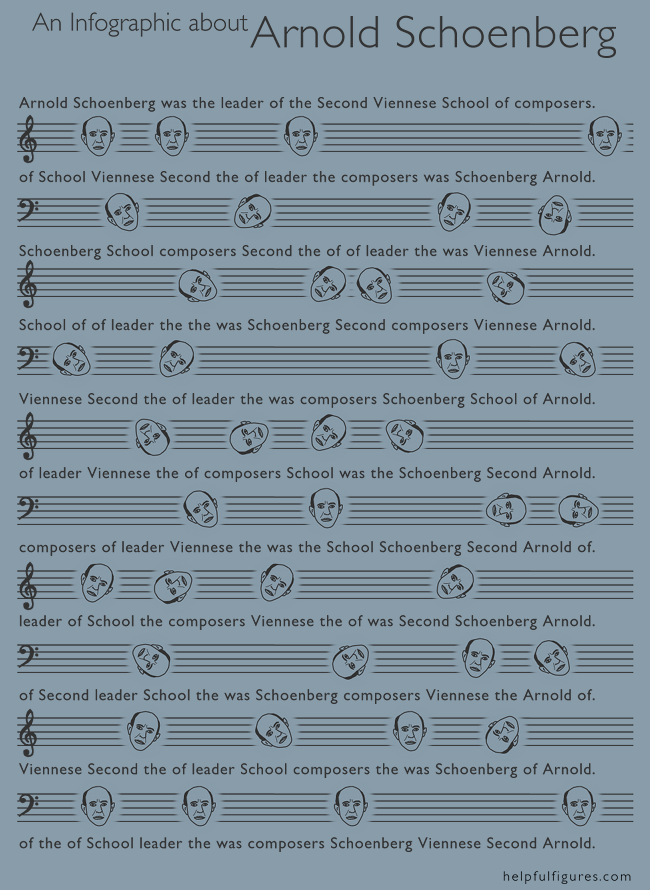 An Infographic about Arnold Schoenberg
Arnold Schoenberg was the leader of the Second Viennese School of composers.
of School Viennese Second the of leader the composers was Schoenberg Arnold.
Schoenberg School composers Second the of of leader the was Viennese Arnold.
School of of leader the the was Schoenberg Second composers Viennese Arnold.
Viennese Second the of leader the was composers Schoenberg School of Arnold.
of leader Viennese the of composers School was the Schoenberg Second Arnold.
composers of leader Viennese the was the School Schoenberg Second Arnold of.
leader of School the composers Viennese the of was Second Schoenberg Arnold.
of Second leader School the was Schoenberg composers Viennese the Arnold of.
Viennese Second the of leader School composers the was Schoenberg of Arnold.
of the of School leader the was composers Schoenberg Viennese Second Arnold.
helpfulfigures.com